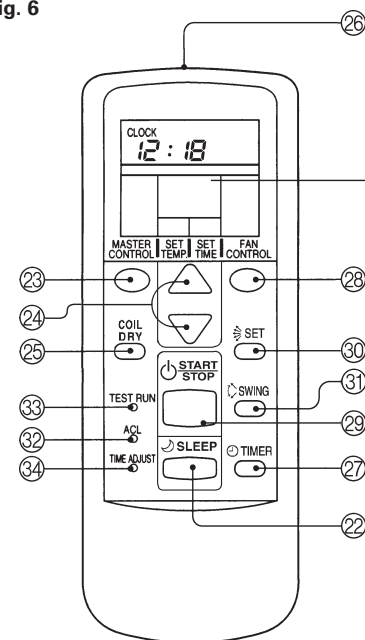 ig. 6
㉖
CLOCK
12:18
MASTER CONTROL SET TEMP. SET TIME FAN CONTROL
㉓
㉘
㉔
COIL DRY
㉕
SET
㉚
START/STOP
SWING
㉛
TEST RUN
㉝
㉙
ACL
㉜
SLEEP
TIMER
TIME ADJUST
㉞
㉗
㉒